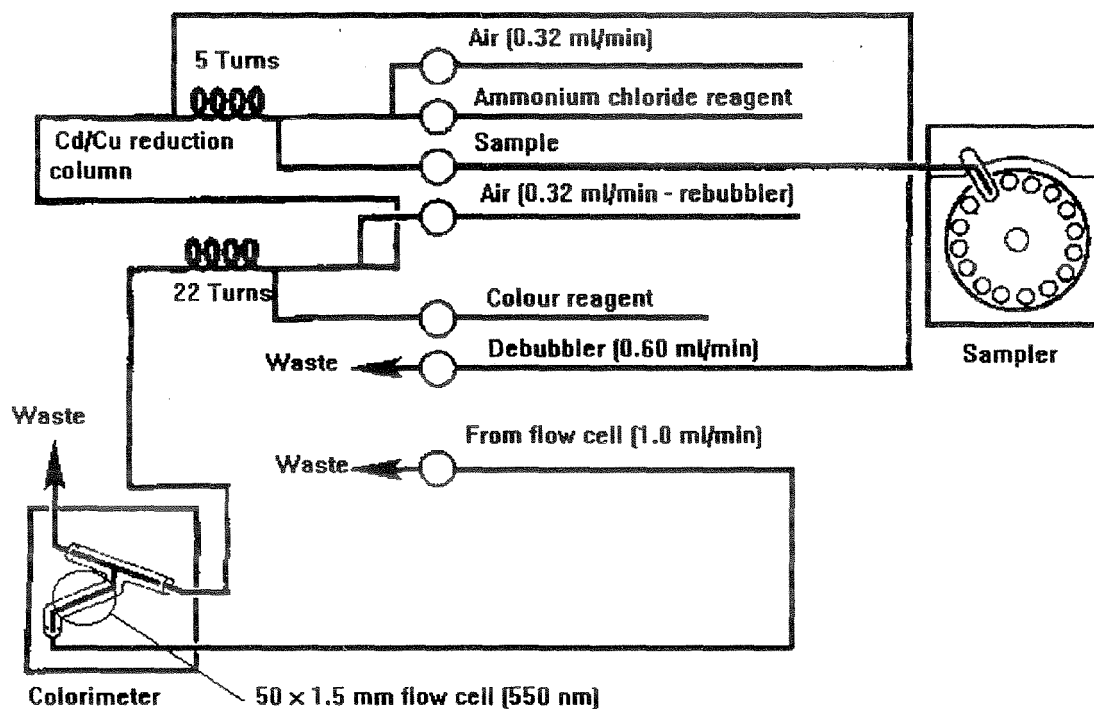 Air (0.32 ml/min)
5 Turns
Ammonium chloride reagent
Cd/Cu reduction
column
Sample
Air (0.32 ml/min - rebubbler)
22 Turns
Colour reagent
Waste
Debubbler (0.60 ml/min)
Sampler
Waste
From flow cell (1.0 ml/min)
Waste
Colorimeter
50 × 1.5 mm flow cell (550 nm)